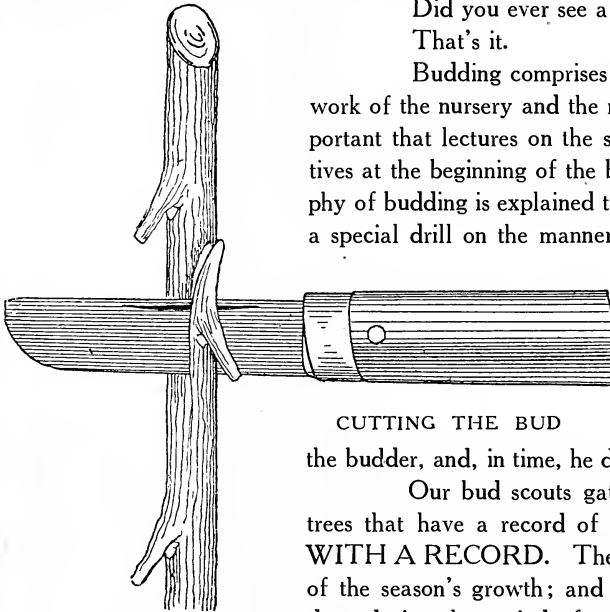 Did you ever see a
That's it.
Budding comprises
work of the nursery and the
portant that lectures on the
tives at the beginning of the
phy of budding is explained
a special drill on the manner
CUTTING THE BUD
the budder, and, in time, he
Our bud scouts
trees that have a record of
WITH A RECORD. The
of the season's growth; and